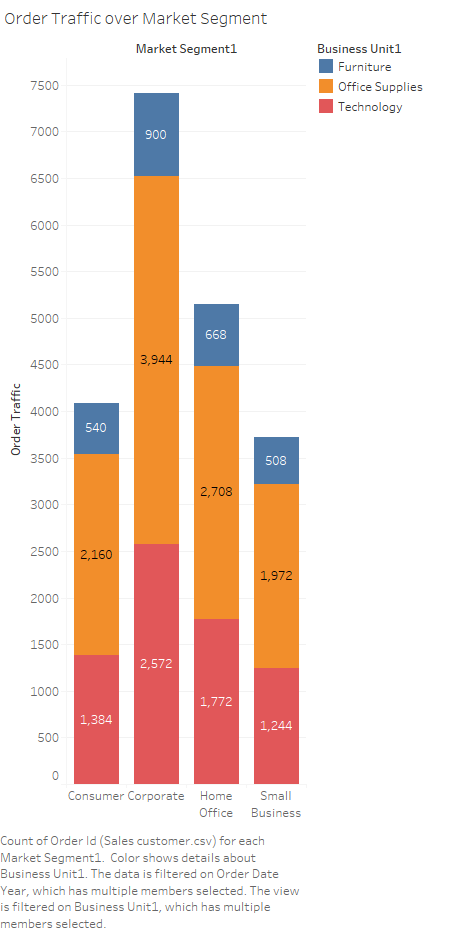 Order Traffic over Market Segment
Market Segment1
Business Unit1
Furniture
Office Supplies
Technology
Order Traffic
7500
7000
6500
6000
5500
5000
4500
4000
3500
3000
2500
2000
1500
1000
500
0
540
2,160
1,384
900
3,944
2,572
668
2,708
1,772
508
1,972
1,244
Consumer Corporate Home Small
Office Business
Count of Order Id (Sales customer.csv) for each
Market Segment1. Color shows details about
Business Unit1. The data is filtered on Order Date
Year, which has multiple members selected. The view
is filtered on Business Unit1, which has multiple
members selected.